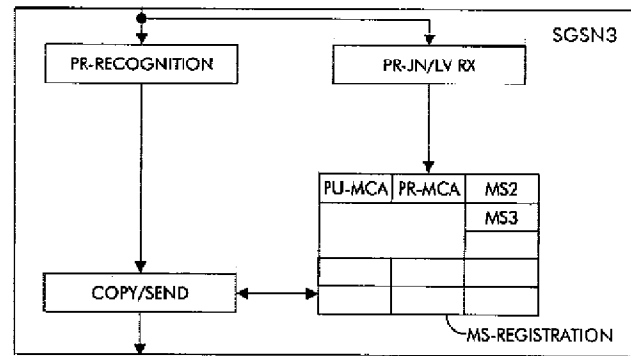 SGSN3
PR-RECOGNITION
PR-JN/LV RX
PU-MCA PR-MCA MS2
MS3
COPY/SEND
MS-REGISTRATION